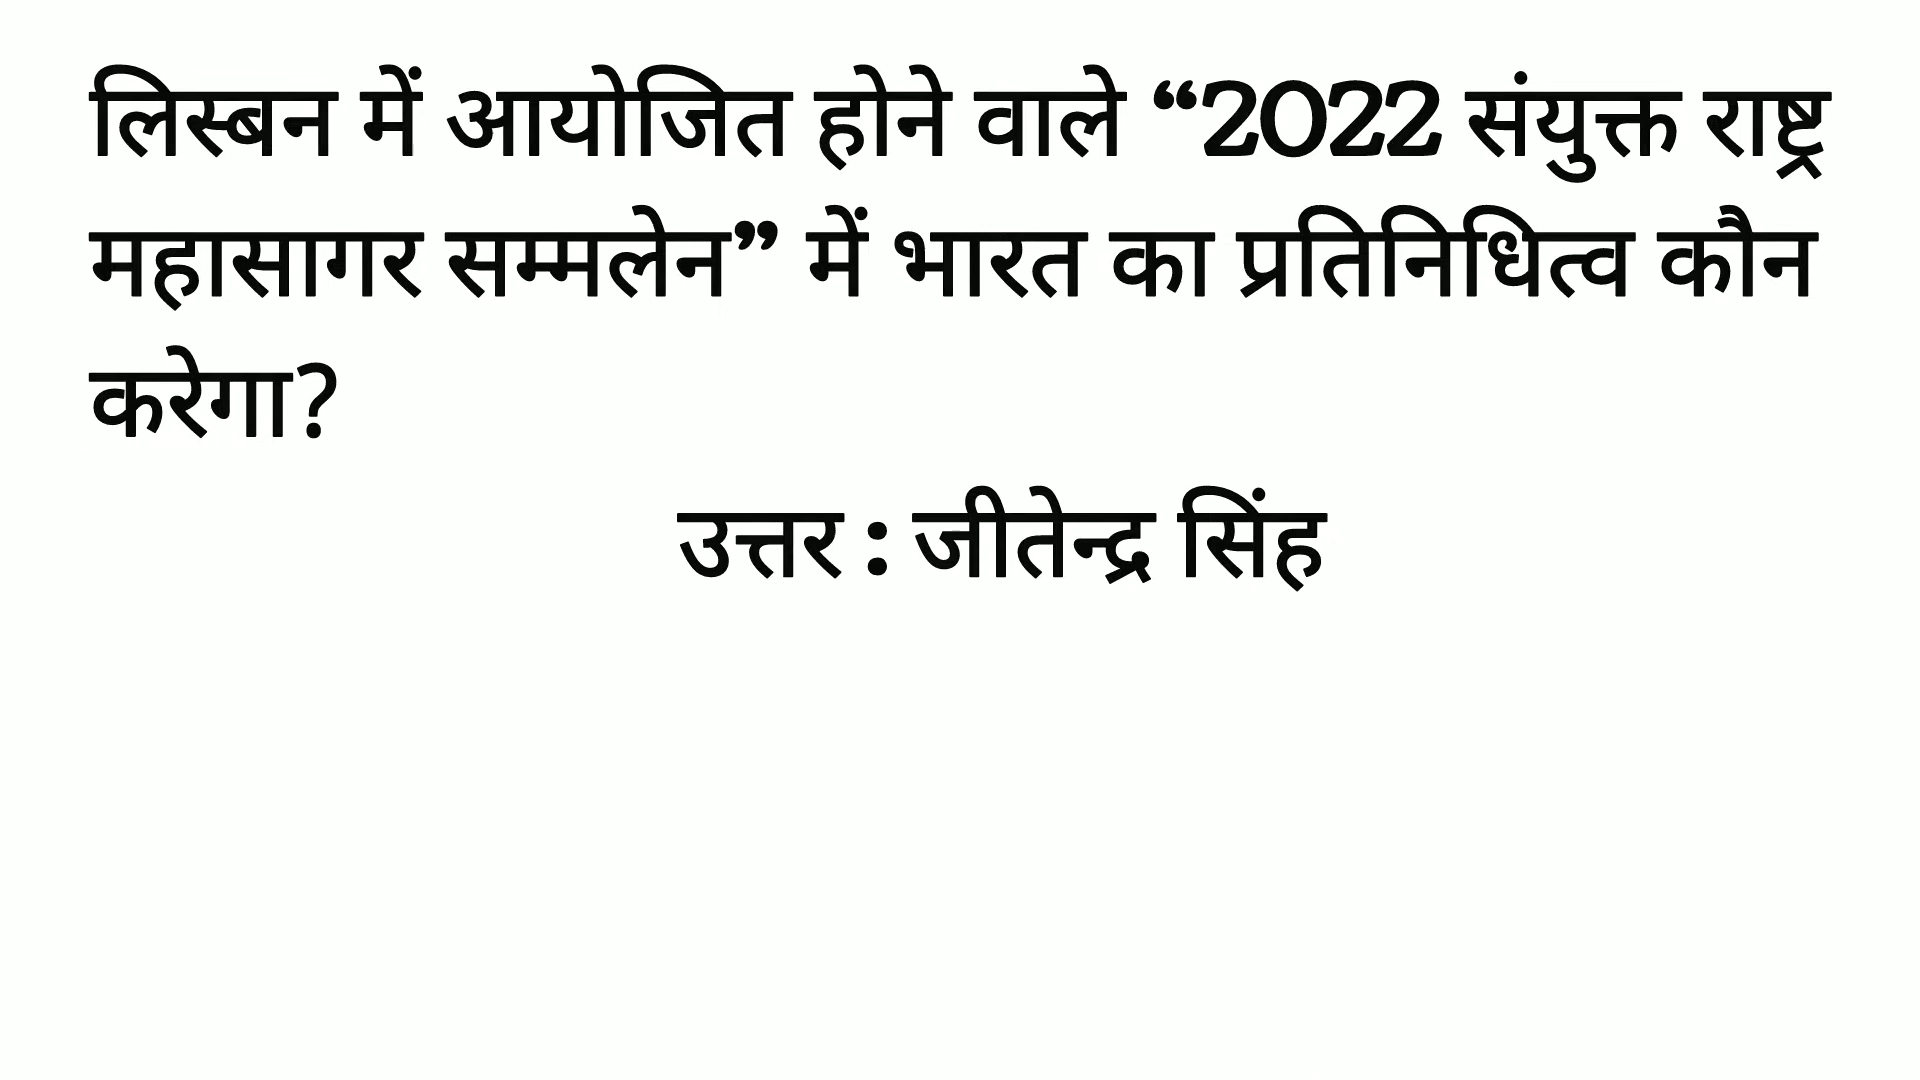 लिस्बन में आयोजित होने वाले “2022 संयुक्त राष्ट्र
महासागर सम्मलेन” में भारत का प्रतिनिधित्व कौन
करेगा?
उत्तर : जीतेन्द्र सिंह